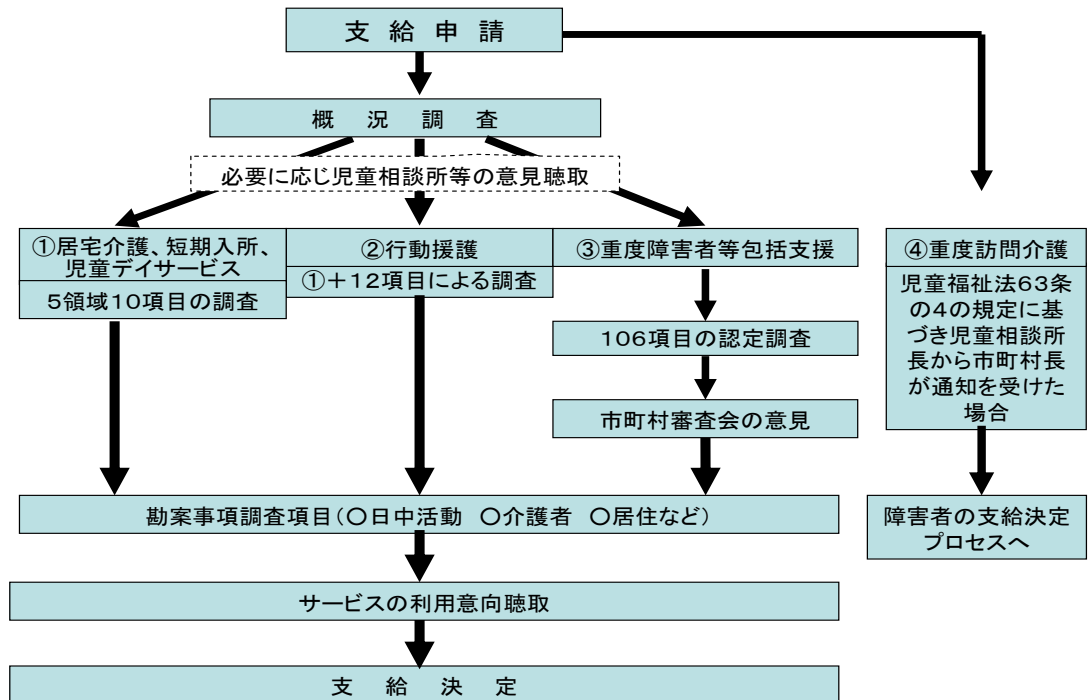 支給申請
概況調査
必要に応じ児童相談所等の意見聴取
①居宅介護、短期入所、
児童デイサービス
5領域10項目の調査
②行動援護
①+12項目による調査
③重度障害者等包括支援
106項目の認定調査
市町村審査会の意見
④重度訪問介護
児童福祉法63条
の4の規定に基
づき児童相談所
長から市町村長
が通知を受けた
場合
勘案事項調査項目(○日中活動 ○介護者 ○居住など)
障害者の支給決定
プロセスへ
サービスの利用意向聴取
支給決定